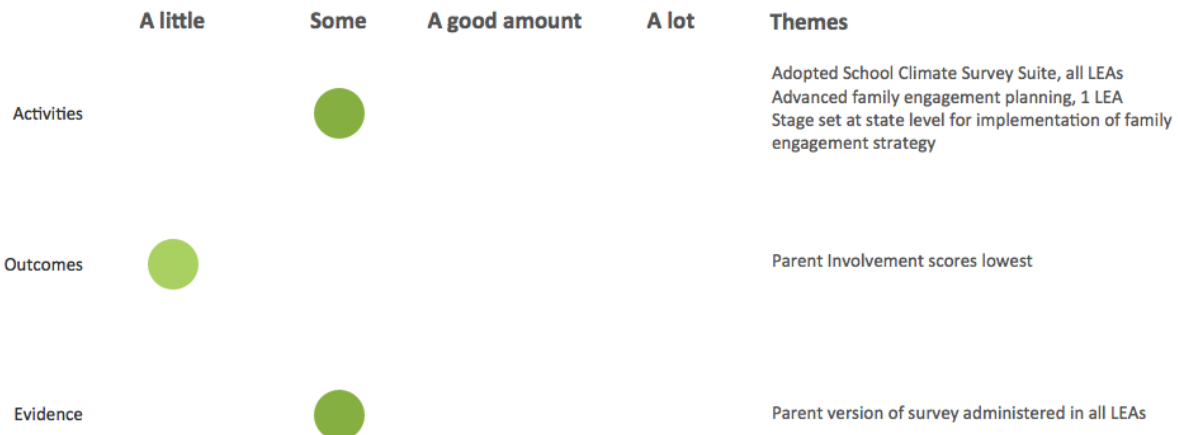 A little Some A good amount A lot Themes
Activities
Adopted School Climate Survey Suite, all LEAs
Advanced family engagement planning, 1 LEA
Stage set at state level for implementation of family
engagement strategy
Outcomes
Parent Involvement scores lowest
Evidence
Parent version of survey administered in all LEAs